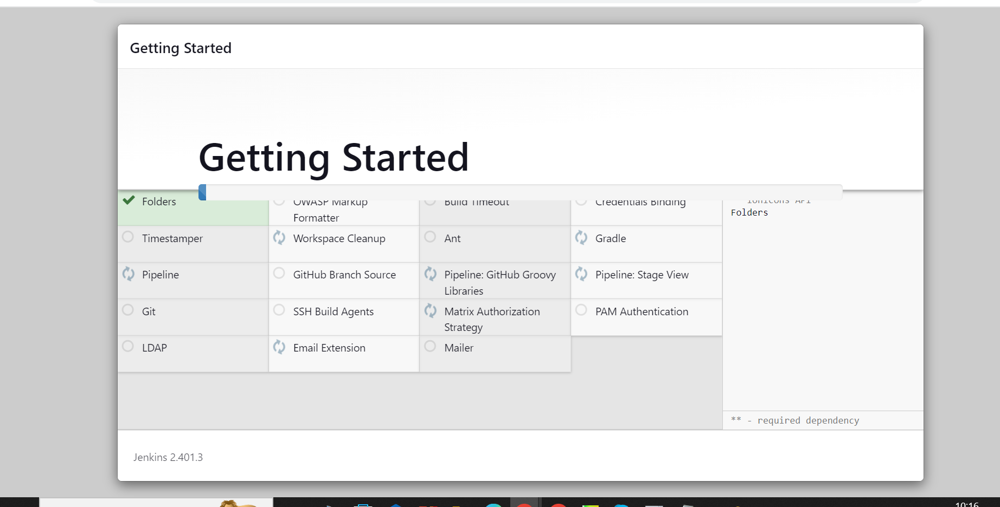 Getting Started
Getting Started
Folders
OWASP Markup
Formatter
Build Timeout
Credentials Binding
Timestamper
Workspace Cleanup
Ant
Gradle
Pipeline
GitHub Branch Source
Pipeline: GitHub Groovy
Libraries
Pipeline: Stage View
Git
SSH Build Agents
Matrix Authorization
Strategy
PAM Authentication
LDAP
Email Extension
Mailer
Ionicons API
Folders
** - required dependency
Jenkins 2.401.3
10:16